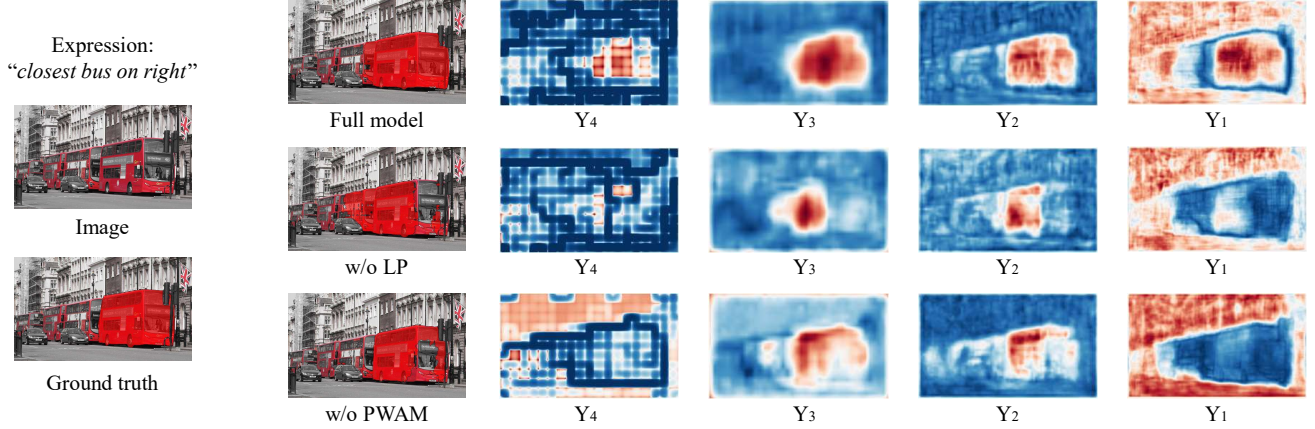 Expression:
“closest bus on right”
Image
Ground truth
Full model Y4 Y3 Y2 Y1
w/o LP Y4 Y3 Y2 Y1
w/o PWAM Y4 Y3 Y2 Y1